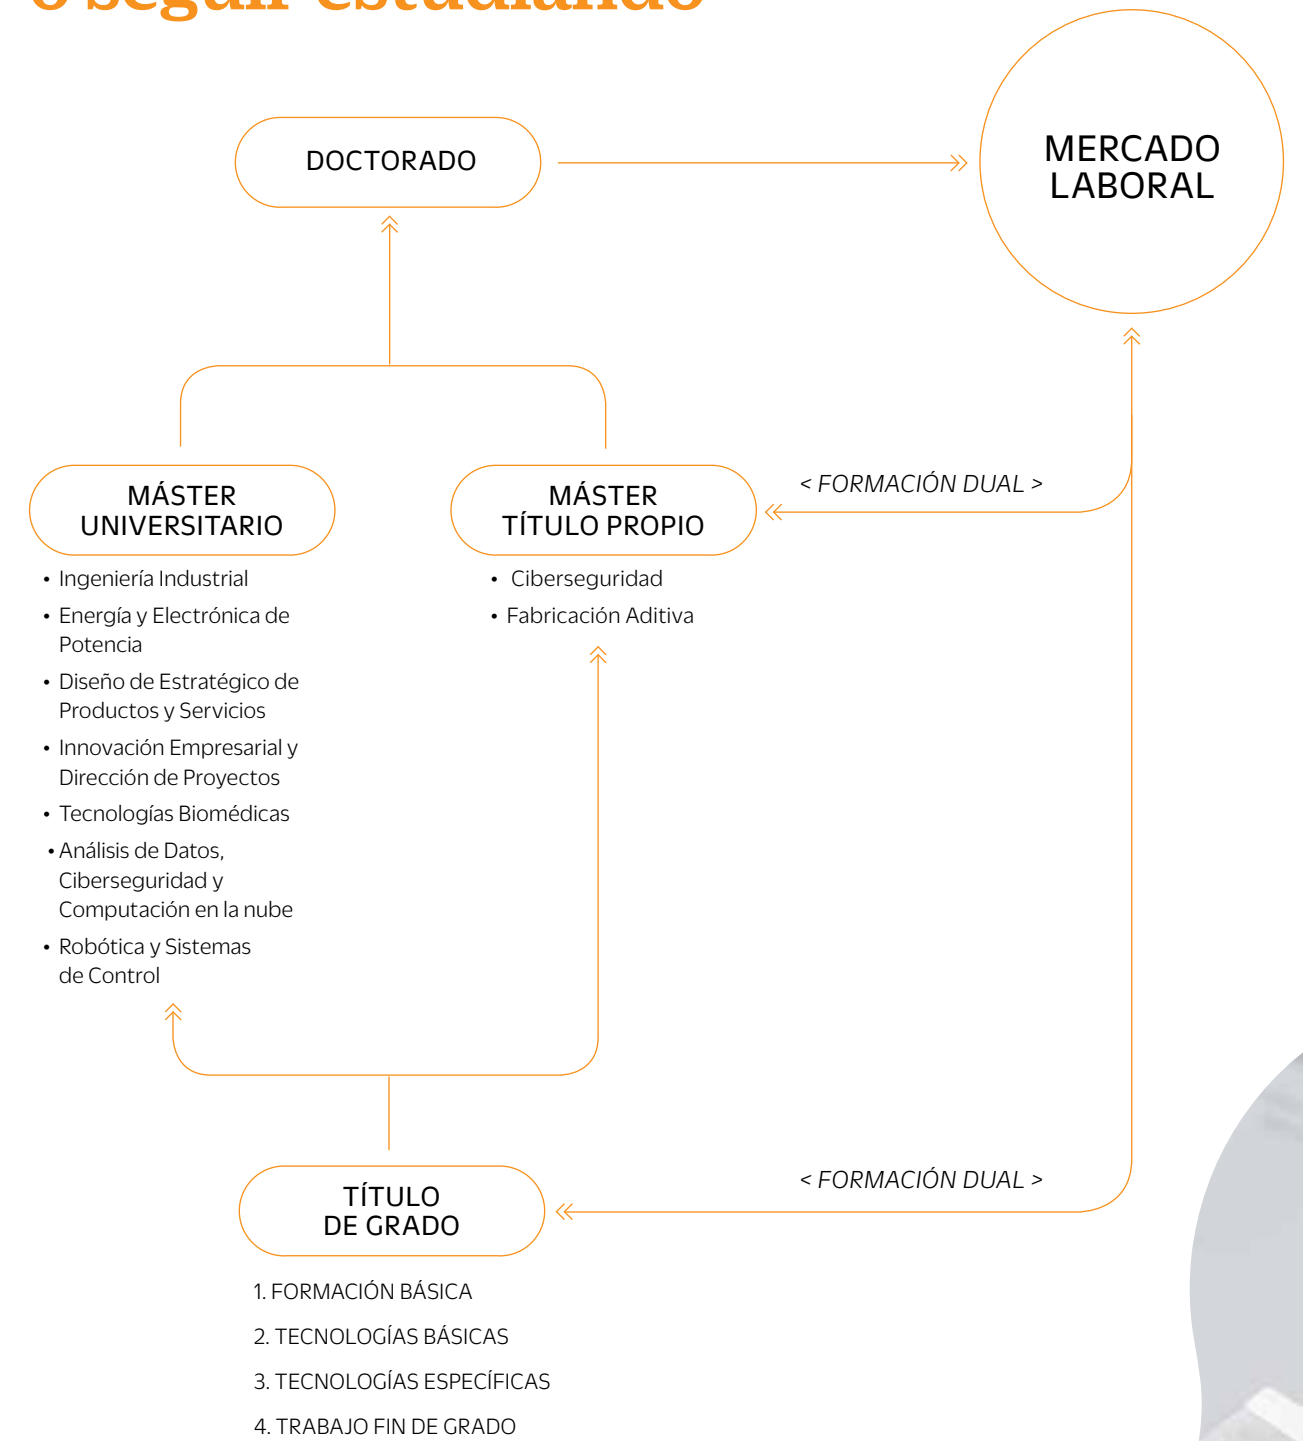 o seguir estudiando
DOCTORADO
MERCADO
LABORAL
MÁSTER
UNIVERSITARIO
• Ingeniería Industrial
• Energía y Electrónica de
Potencia
• Diseño de Estratégico de
Productos y Servicios
• Innovación Empresarial y
Dirección de Proyectos
• Tecnologías Biomédicas
• Análisis de Datos,
Ciberseguridad y
Computación en la nube
• Robótica y Sistemas
de Control
MÁSTER
TÍTULO PROPIO
• Ciberseguridad
• Fabricación Aditiva
< FORMACIÓN DUAL >
TÍTULO
DE GRADO
< FORMACIÓN DUAL >
1. FORMACIÓN BÁSICA
2. TECNOLOGÍAS BÁSICAS
3. TECNOLOGÍAS ESPECÍFICAS
4. TRABAJO FIN DE GRADO